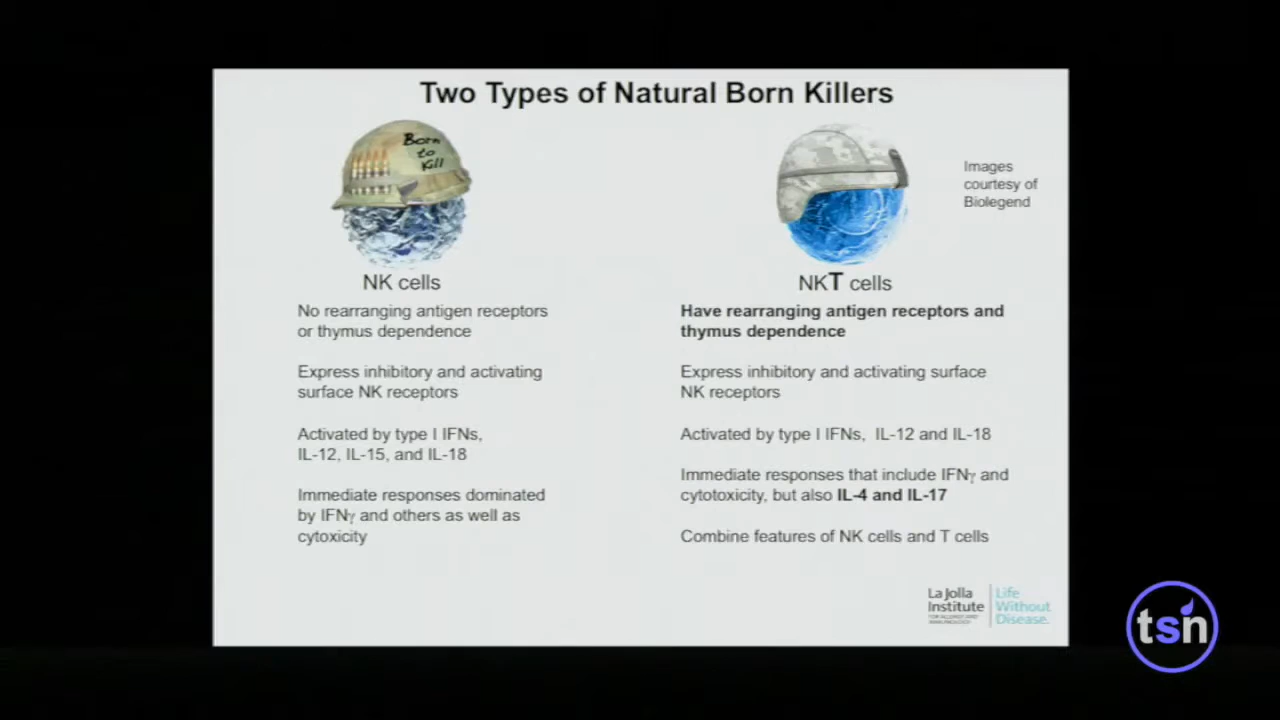 Two Types of Natural Born Killers
Born
to
Kill
Images
courtesy of
Biolegend
NK cells
No rearranging antigen receptors
or thymus dependence
Express inhibitory and activating
surface NK receptors
Activated by type I IFNs,
IL-12, IL-15, and IL-18
Immediate responses dominated
by IFNγ and others as well as
cytoxicity
NKT cells
Have rearranging antigen receptors and
thymus dependence
Express inhibitory and activating surface
NK receptors
Activated by type I IFNs, IL-12 and IL-18
Immediate responses that include IFNγ and
cytotoxicity, but also IL-4 and IL-17
Combine features of NK cells and T cells
La Jolla
Institute
FOR ALLERGY AND
IMMUNOLOGY
Life
Without
Disease.
tsn